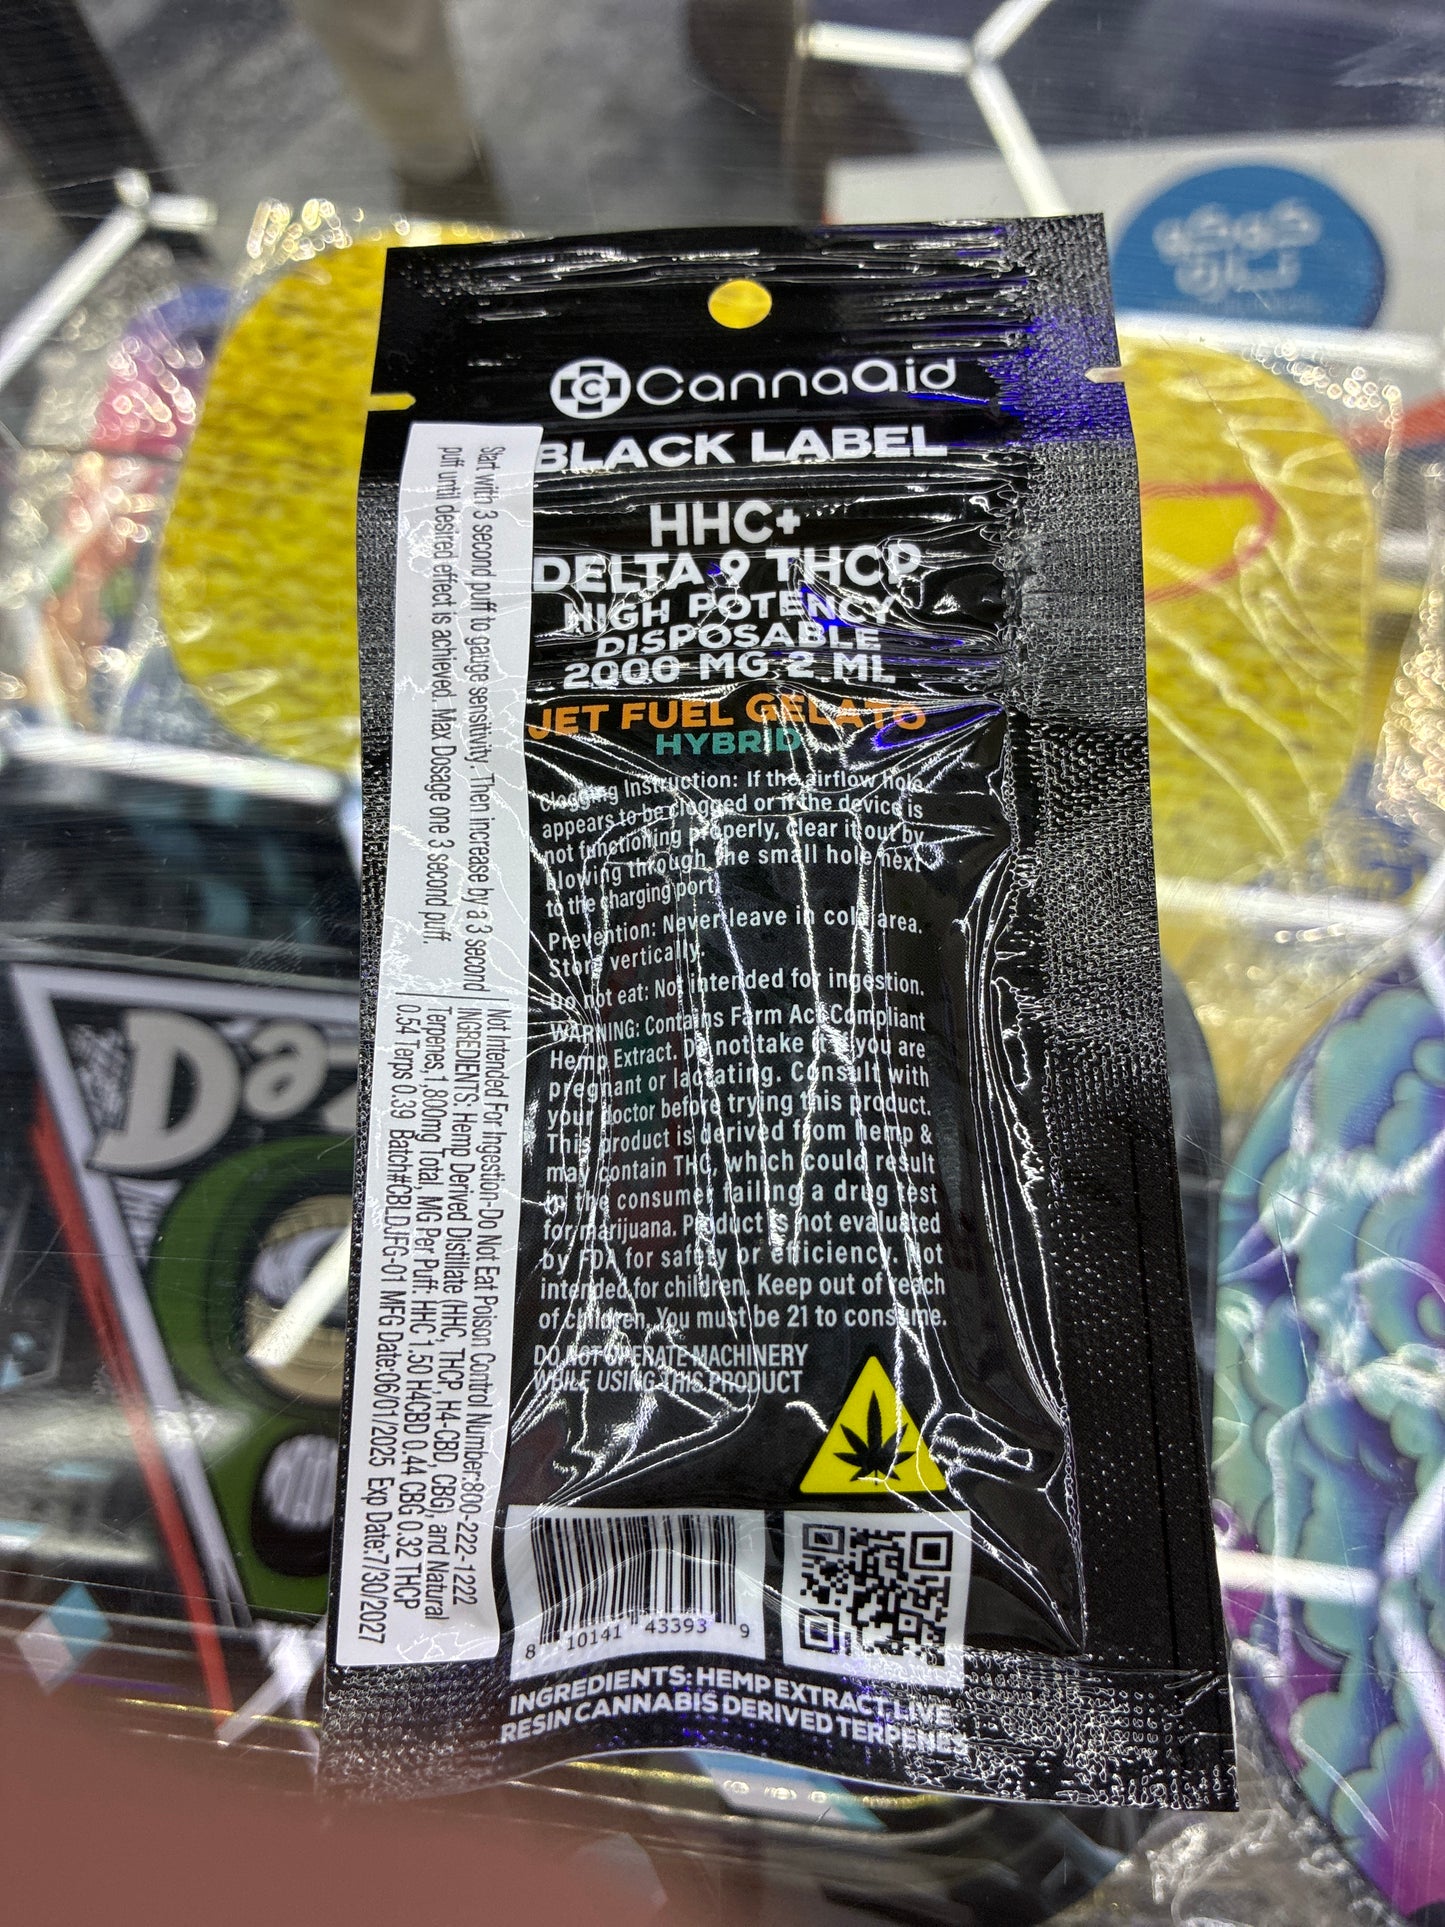 كوكو
CannaAid
BLACK LABEL
HHC+
DELTA 9 THCP
HIGH POTENCY
DISPOSABLE
2000 MG 2 ML
JET FUEL GELATO
HYBRID
Clogging Instruction: If the airflow hole
appears to be clogged or if the device is
not functioning properly, clear it out by
blowing through the small hole next
to the charging port.
Prevention: Never leave in cold area.
Store vertically.
Do not eat: Not intended for ingestion.
WARNING: Contains Farm Act Compliant
Hemp Extract. Do not take it if you are
pregnant or lactating. Consult with
your doctor before trying this product.
This product is derived from hemp &
may contain THC, which could result
in the consumer failing a drug test
for marijuana. Product is not evaluated
by FDA for safety or efficiency. Not
intended for children. Keep out of reach
of children. You must be 21 to consume.
DO NOT OPERATE MACHINERY
WHILE USING THIS PRODUCT
8 10141 43393 9
INGREDIENTS: HEMP EXTRACT, LIVE
RESIN CANNABIS DERIVED TERPENES
Start with 3 second puff to gauge sensitivity. Then increase by a 3 second
puff until desired effect is achieved. Max Dosage one 3 second puff.
Not Intended For Ingestion-Do Not Eat Poison Control Number:800-222-1222
INGREDIENTS: Hemp Derived Distillate (HHC, THCP, H4-CBD, CBG), and Natural
Terpenes,1,800mg Total, MG Per Puff: HHC 1.50 H4CBD 0.44 CBG 0.32 THCP
0.54 Terps 0.39 Batch#CBLDJFG-01 MFG Date:06/01/2025 Exp Date:7/30/2027